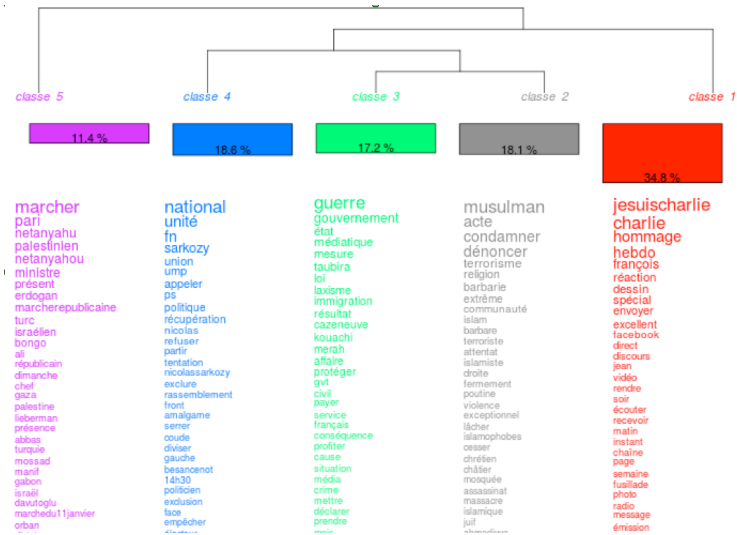 classe 5
classe 4
classe 3
classe 2
classe 1
11.4 %
18.6 %
17.2 %
18.1 %
34.8 %
marcher
pari
netanyahu
palestinien
netanyahou
ministre
présent
erdogan
marcherepublicaine
turc
israélien
bongo
ali
républicain
dimanche
chef
gaza
palestine
lieberman
présence
abbas
turquie
mossad
manif
gabon
israël
davutoglu
marchedu11janvier
orban
national
unité
fn
sarkozy
union
ump
appeler
ps
politique
récupération
nicolas
refuser
partir
tentation
nicolassarkozy
exclure
rassemblement
front
amalgame
serrer
coude
diviser
gauche
besancenot
14h30
politicien
exclusion
face
empêcher
guerre
gouvernement
état
médiatique
mesure
taubira
loi
laxisme
immigration
résultat
cazeneuve
kouachi
merah
affaire
protéger
gvt
civil
payer
service
français
conséquence
profiter
cause
situation
média
crime
mettre
déclarer
prendre
musulman
acte
condamner
dénoncer
terrorisme
religion
barbarie
extrême
communauté
islam
barbare
terroriste
attentat
islamiste
droite
fermement
poutine
violence
exceptionnel
lâcher
islamophobes
cesser
chrétien
châtier
mosquée
assassinat
massacre
islamique
juif
jesuischarlie
charlie
hommage
hebdo
françois
réaction
dessin
spécial
envoyer
excellent
facebook
direct
discours
jean
vidéo
rendre
soir
écouter
recevoir
matin
instant
chaîne
page
semaine
fusillade
photo
radio
message
émission